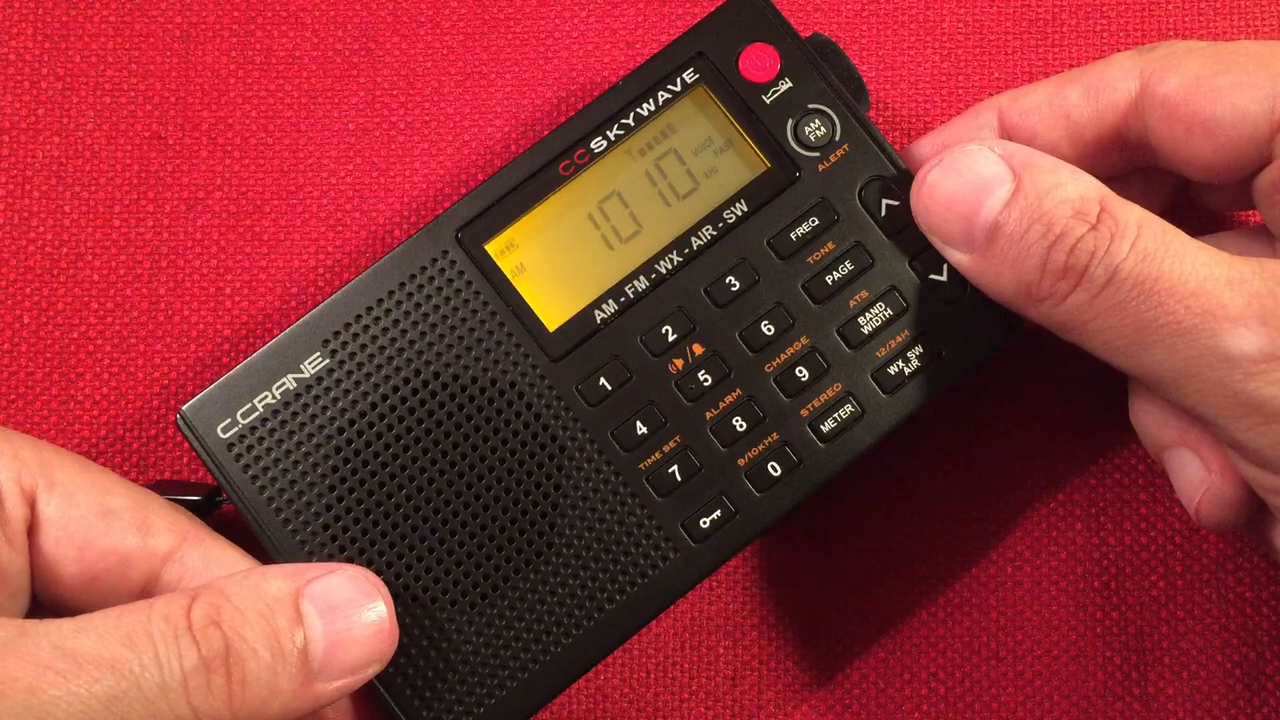 CCSKYWAVE
AM
1010
VOICE
FAST
kHz
AM - FM - WX - AIR - SW
AM
FM
ALERT
FREQ
TONE
PAGE
ATS
BAND
WIDTH
12/24H
WX SW
AIR
C.CRANE
1
2
3
4
5
6
CHARGE
TIME SET
ALARM
STEREO
7
8
9
METER
9/10KHZ
0